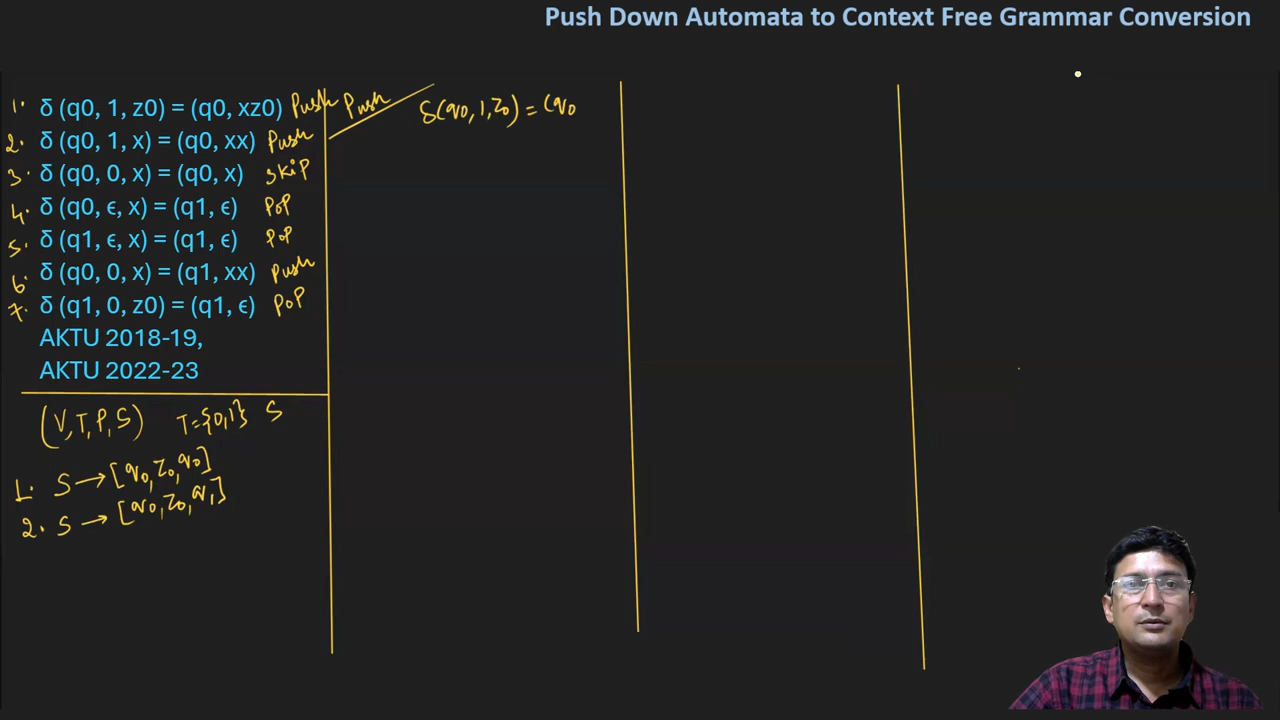 Push Down Automata to Context Free Grammar Conversion
1. δ (q0, 1, z0) = (q0, xz0) Push
2. δ (q0, 1, x) = (q0, xx) Push
3. δ (q0, 0, x) = (q0, x) skip
4. δ (q0, ϵ, x) = (q1, ϵ) PoP
5. δ (q1, ϵ, x) = (q1, ϵ) PoP
6. δ (q0, 0, x) = (q1, xx) Push
7. δ (q1, 0, z0) = (q1, ϵ) PoP
AKTU 2018-19,
AKTU 2022-23
(V,T,P,S) T={0,1} S
1. S → [q0, z0, q0]
2. S → [q0, z0, q1]
Push
δ(q0, 1, z0) = (q0